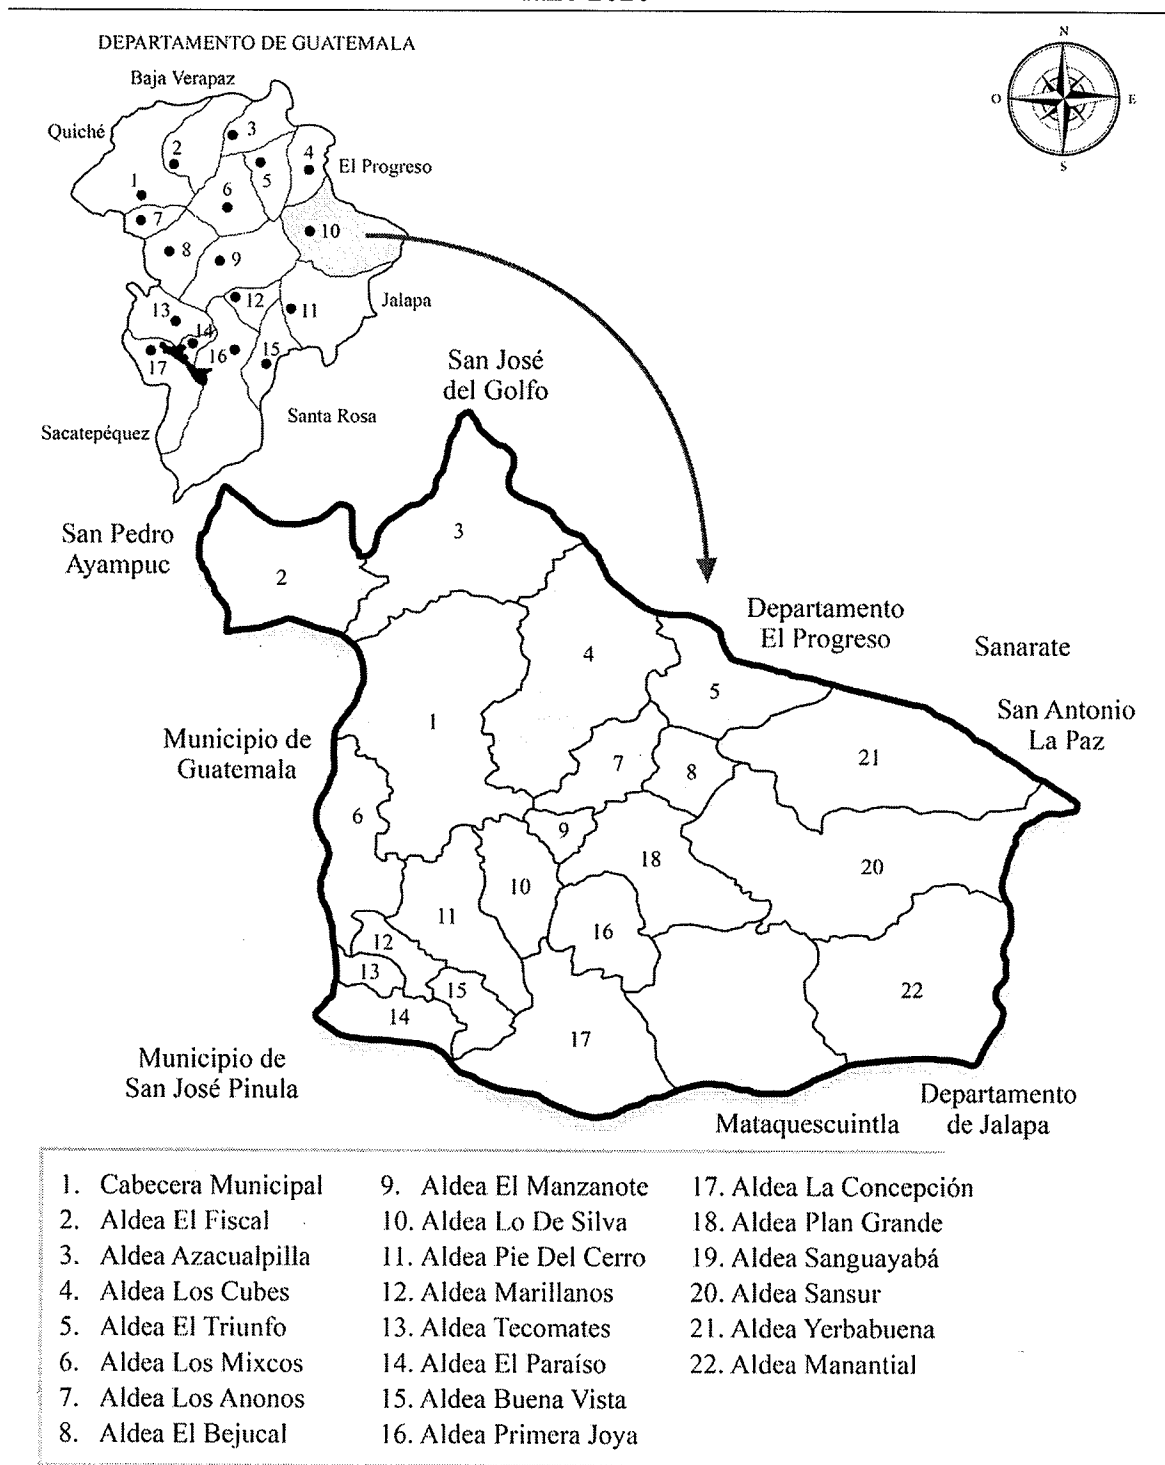 DEPARTAMENTO DE GUATEMALA
Baja Verapaz
Quiché
El Progreso
Jalapa
Santa Rosa
Sacatepéquez
1
2
3
4
5
6
7
8
9
10
11
12
13
14
15
16
17
N
O
E
S
San José
del Golfo
San Pedro
Ayampuc
Departamento
El Progreso
Sanarate
San Antonio
La Paz
Municipio de
Guatemala
Municipio de
San José Pinula
Mataquescuintla
Departamento
de Jalapa
3
2
4
5
1
21
7
8
6
9
18
20
10
11
16
12
13
15
22
14
17
1. Cabecera Municipal
2. Aldea El Fiscal
3. Aldea Azacualpilla
4. Aldea Los Cubes
5. Aldea El Triunfo
6. Aldea Los Mixcos
7. Aldea Los Anonos
8. Aldea El Bejucal
9. Aldea El Manzanote
10. Aldea Lo De Silva
11. Aldea Pie Del Cerro
12. Aldea Marillanos
13. Aldea Tecomates
14. Aldea El Paraíso
15. Aldea Buena Vista
16. Aldea Primera Joya
17. Aldea La Concepción
18. Aldea Plan Grande
19. Aldea Sanguayabá
20. Aldea Sansur
21. Aldea Yerbabuena
22. Aldea Manantial